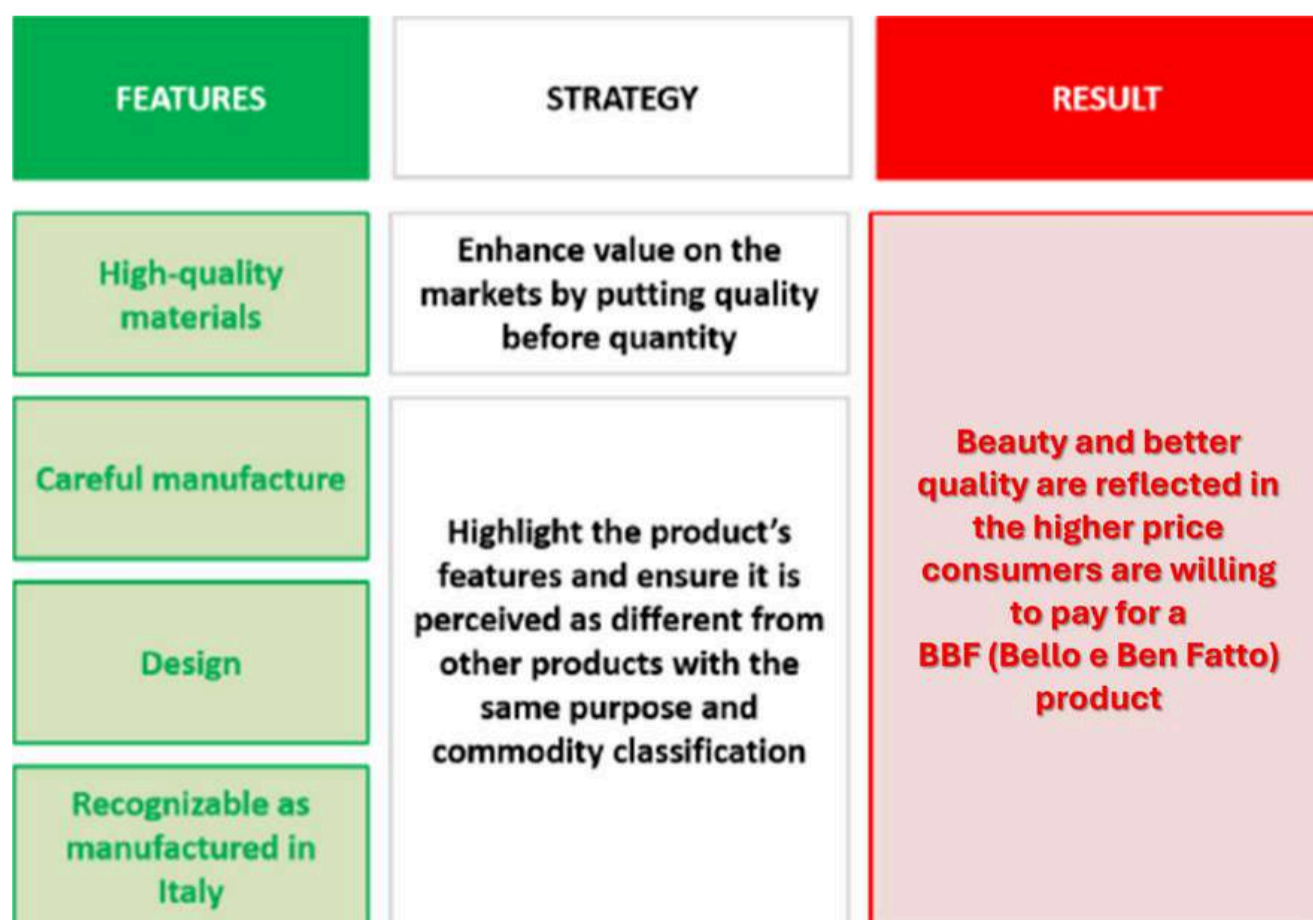 FEATURES
STRATEGY
RESULT
High-quality
materials
Careful manufacture
Design
Recognizable as
manufactured in
Italy
Enhance value on the
markets by putting quality
before quantity
Highlight the product’s
features and ensure it is
perceived as different from
other products with the
same purpose and
commodity classification
Beauty and better
quality are reflected in
the higher price
consumers are willing
to pay for a
BBF (Bello e Ben Fatto)
product